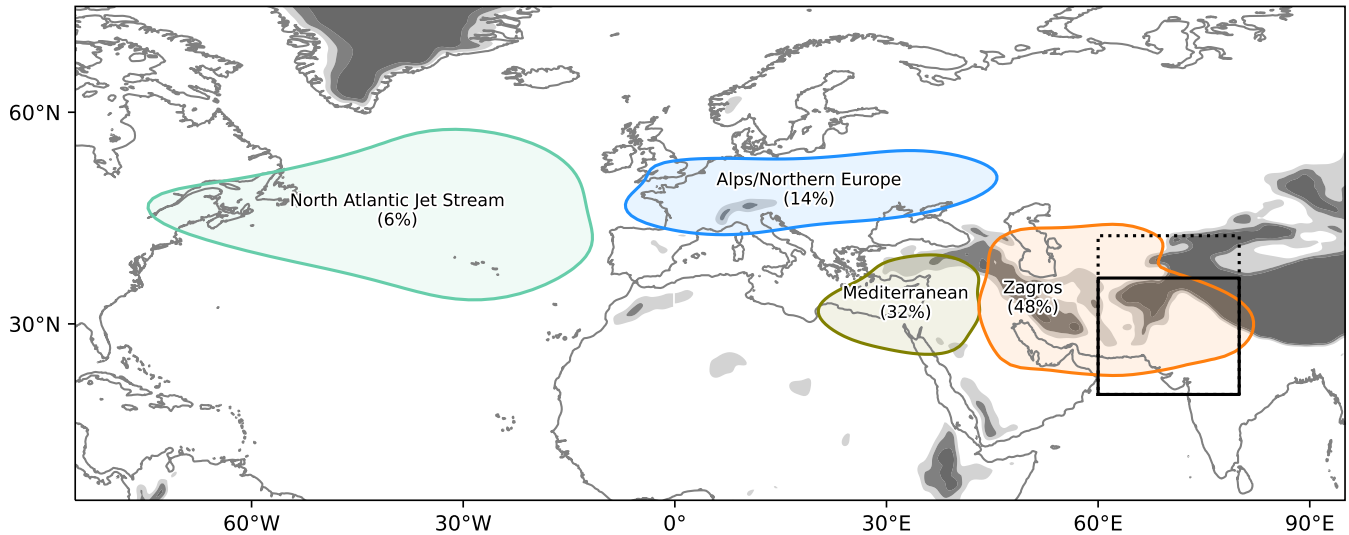 60°N
30°N
North Atlantic Jet Stream
(6%)
Alps/Northern Europe
(14%)
Mediterranean
(32%)
Zagros
(48%)
60°W
30°W
0°
30°E
60°E
90°E